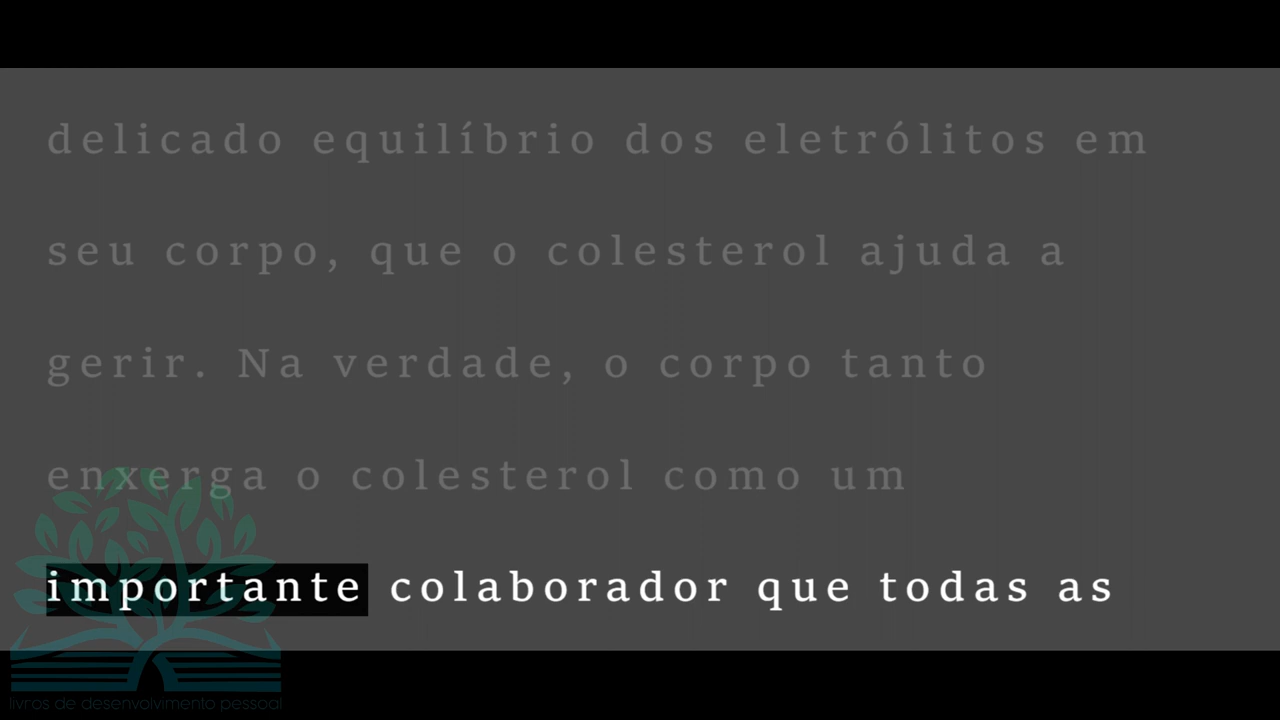 delicado equilíbrio dos eletrólitos em
seu corpo, que o colesterol ajuda a
gerir. Na verdade, o corpo tanto
enxerga o colesterol como um
importante colaborador que todas as
livros de desenvolvimento pessoal